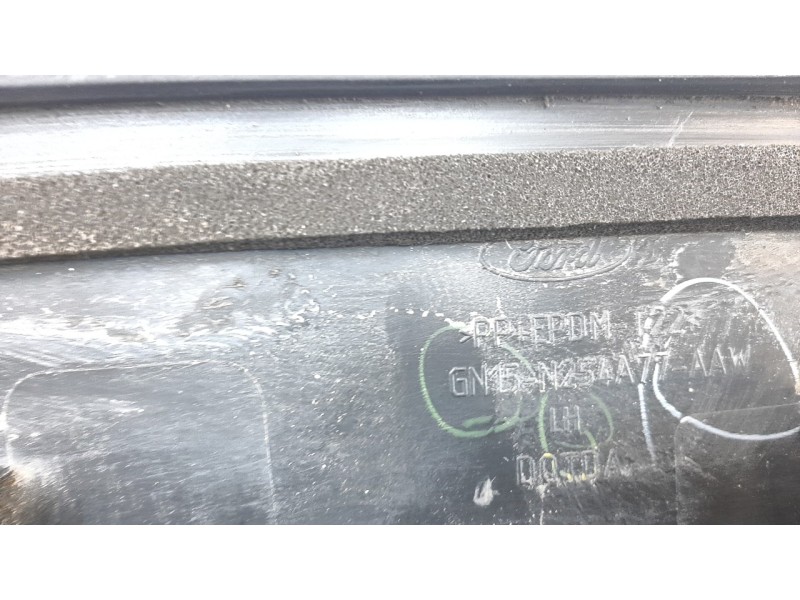 Ford
>PP+EPDM T22<
GN15-N254A77-AAW
LH